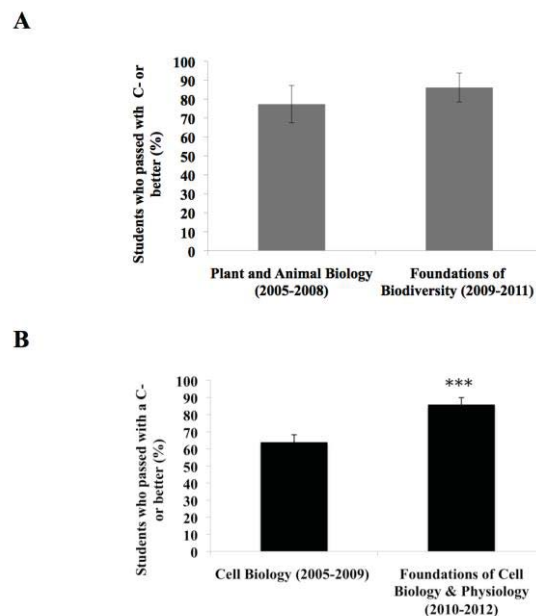 A
Students who passed wth C- or
better (%)
100
90
80
70
60
50
40
30
20
10
0
Plant and Animal Biology
(2005-2008)
Foundations of
Biodiversity (2009-2011)
B
Students who passed with a C-
or better (%)
100
90
80
70
60
50
40
30
20
10
0
***
Cell Biology (2005-2009)
Foundations of Cell
Biology & Physiology
(2010-2012)